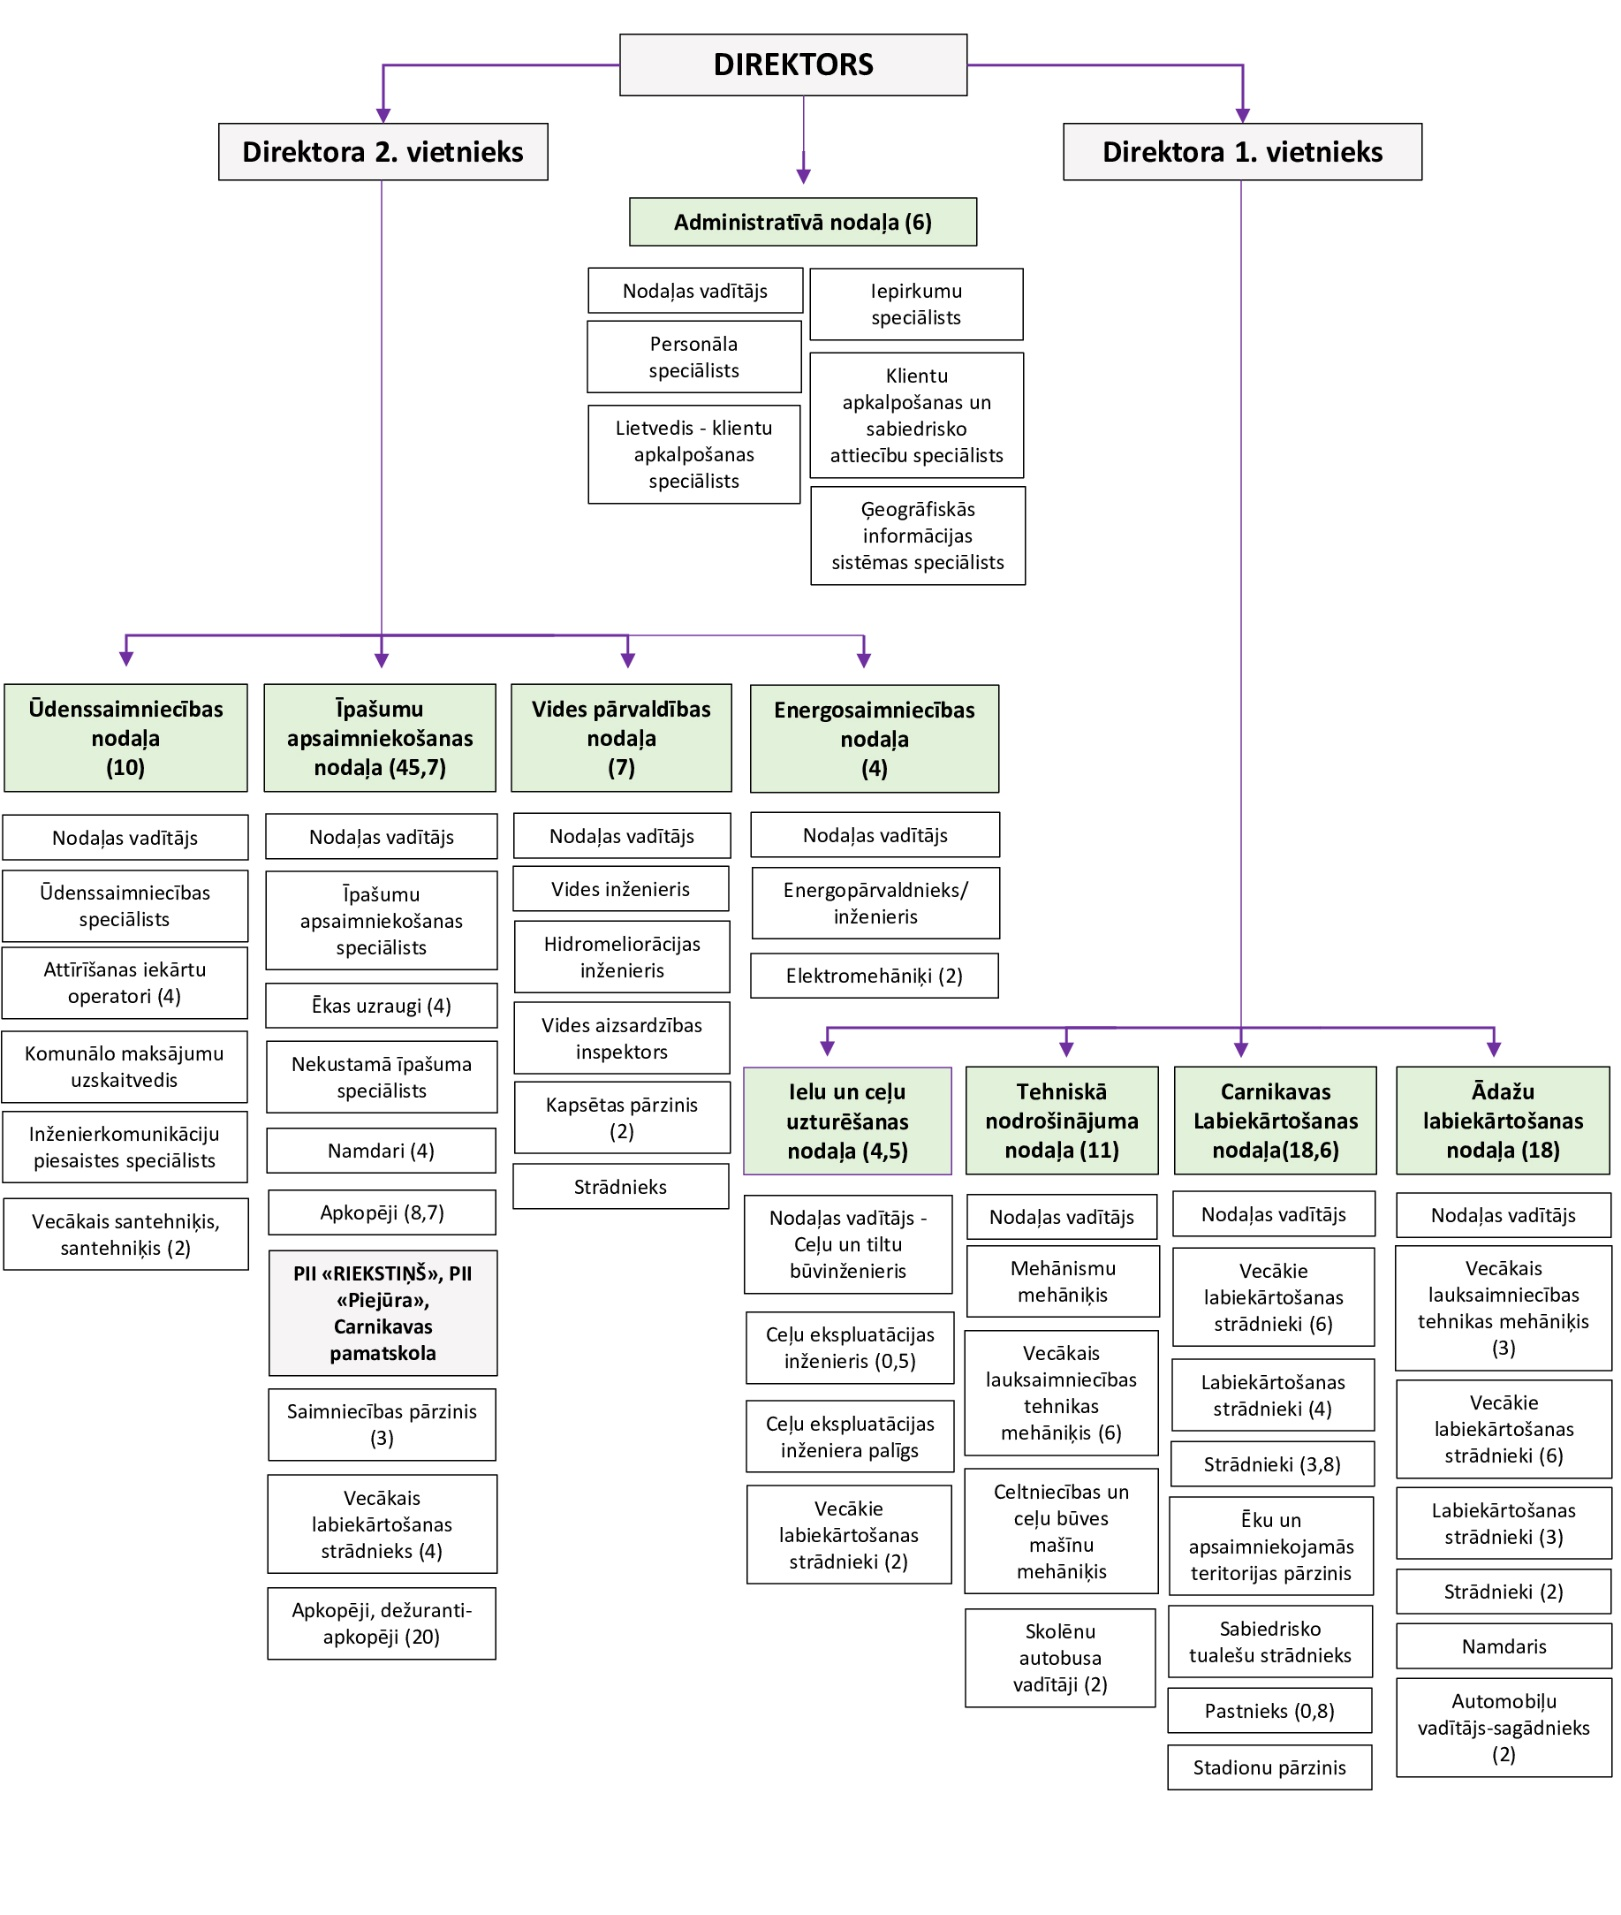 DIREKTORS
Direktora 2. vietnieks
Direktora 1. vietnieks
Administratīvā nodaļa (6)
Nodaļas vadītājs
Personāla
speciālists
Lietvedis - klientu
apkalpošanas
speciālists
Iepirkumu
speciālists
Klientu
apkalpošanas un
sabiedrisko
attiecību speciālists
Ģeogrāfiskās
informācijas
sistēmas speciālists
Ūdenssaimniecības
nodaļa
(10)
Nodaļas vadītājs
Ūdenssaimniecības
speciālists
Attīrīšanas iekārtu
operatori (4)
Komunālo maksājumu
uzskaitvedis
Inženierkomunikāciju
piesaistes speciālists
Vecākais santehniķis,
santehniķis (2)
Īpašumu
apsaimniekošanas
nodaļa (45,7)
Nodaļas vadītājs
Īpašumu
apsaimniekošanas
speciālists
Ēkas uzraugi (4)
Nekustamā īpašuma
speciālists
Namdari (4)
Apkopēji (8,7)
PII «RIEKSTIŅŠ», PII
«Piejūra»,
Carnikavas
pamatskola
Saimniecības pārzinis
(3)
Vecākais
labiekārtošanas
strādnieks (4)
Apkopēji, dežuranti-
apkopēji (20)
Vides pārvaldības
nodaļa
(7)
Nodaļas vadītājs
Vides inženieris
Hidromeliorācijas
inženieris
Vides aizsardzības
inspektors
Kapsētas pārzinis
(2)
Strādnieks
Energosaimniecības
nodaļa
(4)
Nodaļas vadītājs
Energopārvaldnieks/
inženieris
Elektromehāniķi (2)
Ielu un ceļu
uzturēšanas
nodaļa (4,5)
Nodaļas vadītājs -
Ceļu un tiltu
būvinženieris
Ceļu ekspluatācijas
inženieris (0,5)
Ceļu ekspluatācijas
inženiera palīgs
Vecākie
labiekārtošanas
strādnieki (2)
Tehniskā
nodrošinājuma
nodaļa (11)
Nodaļas vadītājs
Mehānismu
mehāniķis
Vecākais
lauksaimniecības
tehnikas
mehāniķis (6)
Celtniecības un
ceļu būves
mašīnu
mehāniķis
Skolēnu
autobusa
vadītāji (2)
Carnikavas
Labiekārtošanas
nodaļa(18,6)
Nodaļas vadītājs
Vecākie
labiekārtošanas
strādnieki (6)
Labiekārtošanas
strādnieki (4)
Strādnieki (3,8)
Ēku un
apsaimniekojamās
teritorijas pārzinis
Sabiedrisko
tualešu strādnieks
Pastnieks (0,8)
Stadionu pārzinis
Ādažu
labiekārtošanas
nodaļa (18)
Nodaļas vadītājs
Vecākais
lauksaimniecības
tehnikas mehāniķis
(3)
Vecākie
labiekārtošanas
strādnieki (6)
Labiekārtošanas
strādnieki (3)
Strādnieki (2)
Namdaris
Automobiļu
vadītājs-sagādnieks
(2)